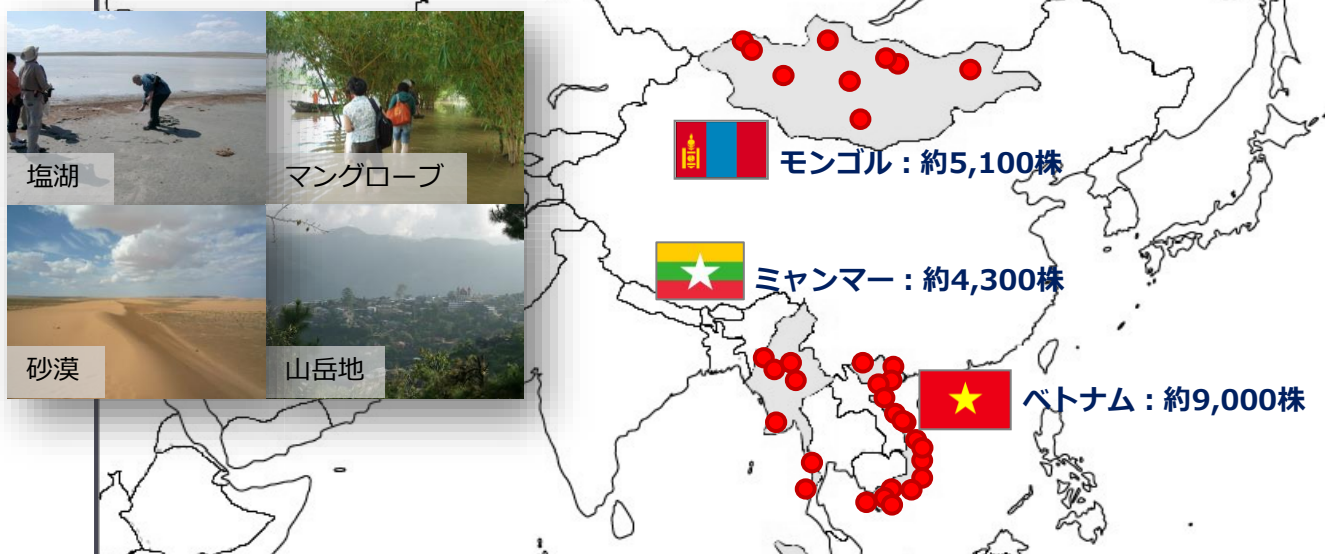 塩湖
マングローブ
砂漠
山岳地
モンゴル：約5,100株
ミャンマー：約4,300株
ベトナム：約9,000株